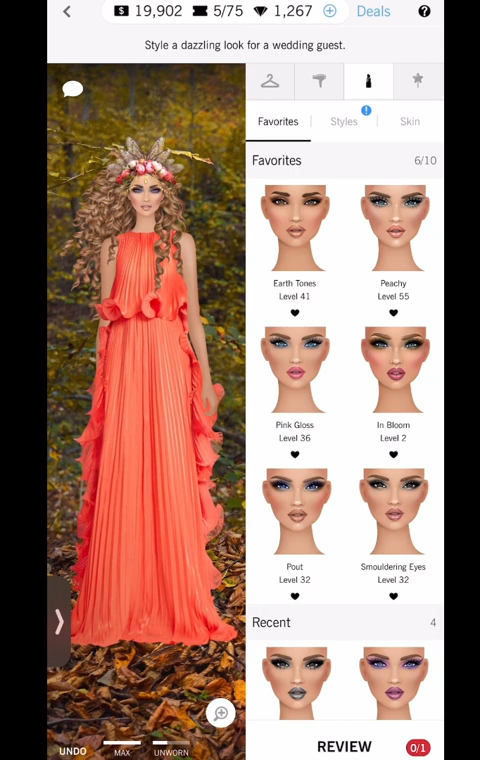 19,902 5/75 1,267 Deals
Style a dazzling look for a wedding guest.
Favorites Styles Skin
Favorites 6/10
Earth Tones Peachy
Level 41 Level 55
Pink Gloss In Bloom
Level 36 Level 2
Pout Smouldering Eyes
Level 32 Level 32
Recent 4
UNDO MAX UNWORN REVIEW 0/1